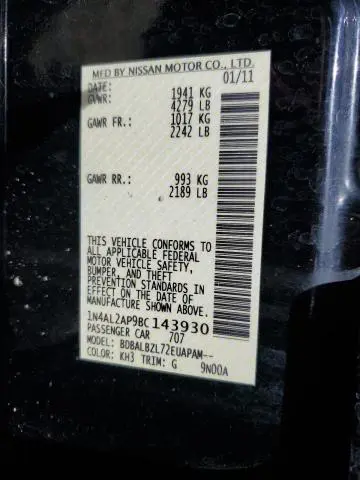 MFD BY NISSAN MOTOR CO., LTD.
DATE: 01/11
GVWR: 1941 KG
4279 LB
GAWR FR.: 1017 KG
2242 LB
GAWR RR.: 993 KG
2189 LB
THIS VEHICLE CONFORMS TO
ALL APPLICABLE FEDERAL
MOTOR VEHICLE SAFETY,
BUMPER, AND THEFT
PREVENTION STANDARDS IN
EFFECT ON THE DATE OF
MANUFACTURE SHOWN ABOVE.
1N4AL2AP9BC143930
PASSENGER CAR 707
MODEL: BDBALBZL72EUAPAM--
COLOR: KH3 TRIM: G 9N00A